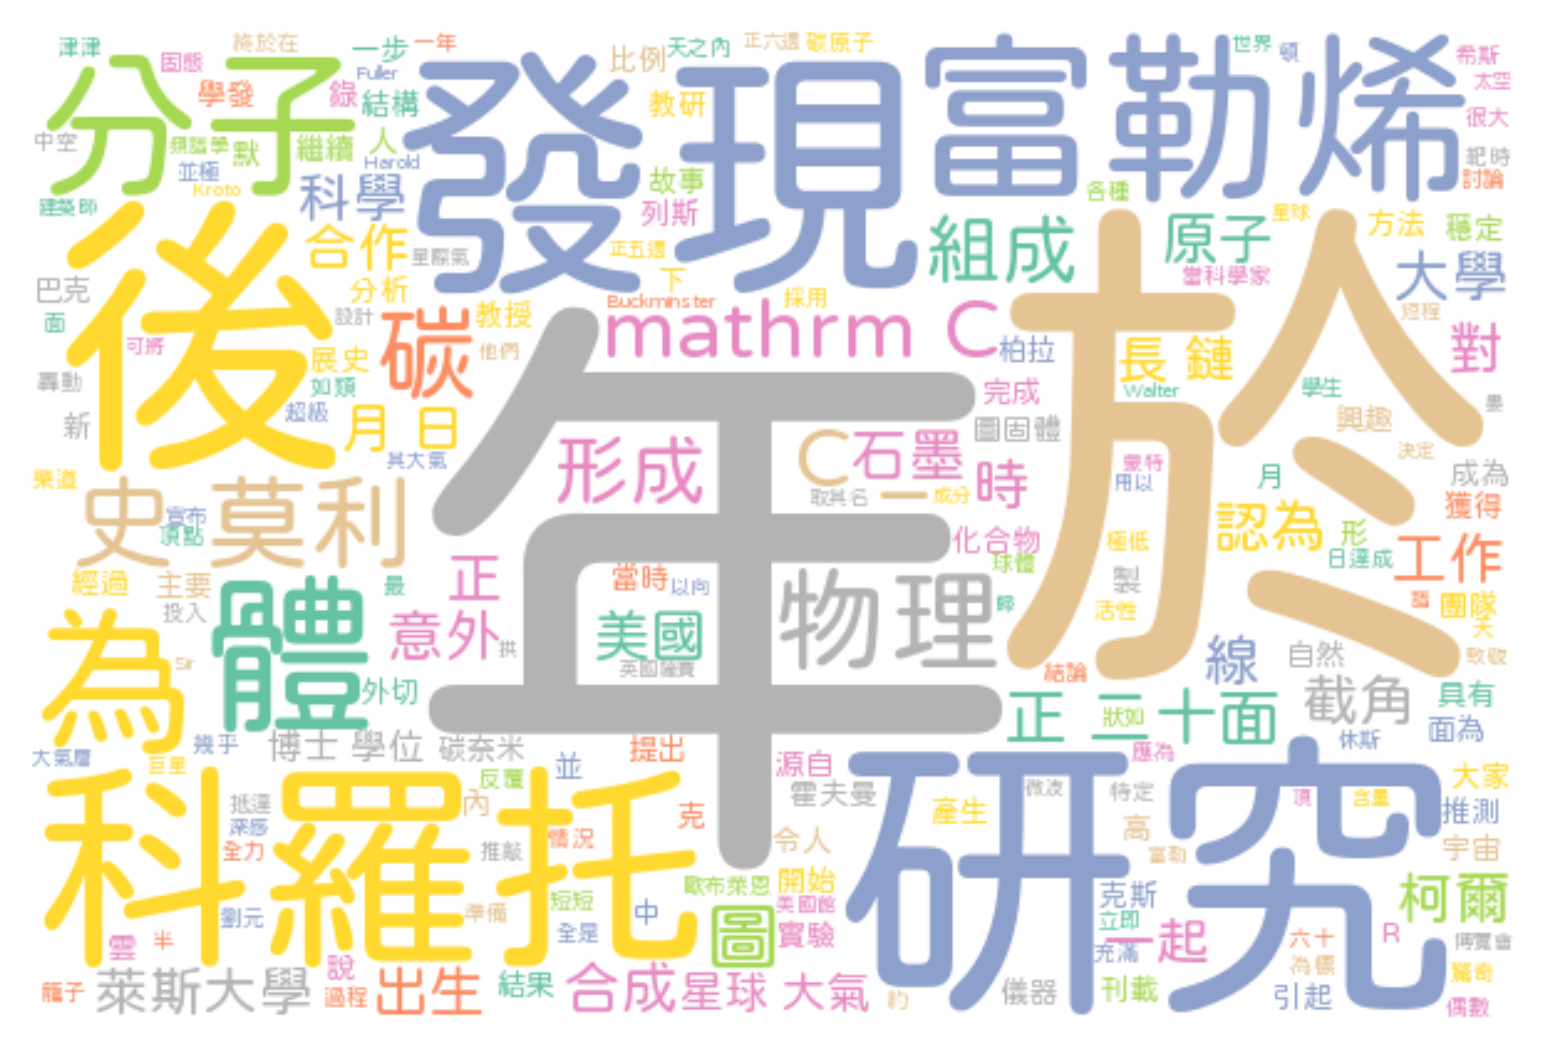 津津 終於在 一步 一年 比例 天之內 正六邊 碳原子 世界 頓 希斯
固態 Fuller 太空
分子 學發 錄 結構 發現 教研 富勒烯 很大
中空 類謠學 默 繼續 人 Harold 靶時
並極 Kroto 科學 故事 各種 討論
建築師 列斯 星球
後 合作 星際氣 正五邊 組成 原子 方法 穩定
下 當科學家 大學
巴克 分析 Buckminster 採用 於
面 設計 碳 教授 mathrm C 柏拉 長 鏈 短程 對
可將 展史 他們
轟動 如類 完成 Walter 學生
新 超級 月 日 圖固體 興趣
其大氣 形成 C 石墨 時 蒙特 決定
樂道 年 取其名 一 成分 用以 月 成為
史 莫利 宣布 獲得
頂點 化合物 極低 認為 形
球體 日達成 工作
經過 主要 最 正 當時 以向 製
投入 體 物理 歸 活性 團隊
為 意外 拱 美國 天
Sir 英國薩賽 線 自然 致敬
外切 結論 截角 具有
正 二十面 狀如 面為
大氣層 幾乎 博士 學位 碳奈米 提出 休斯
巨星 反覆 並 源自 研究 應為 大家
科羅托 抵達 內 霍夫曼 微波 特定 頂 含量
深感 克 產生 高 推測
全力 推敲 情況 令人 富勒 宇宙
歐布萊恩 開始 克斯 柯爾
劉元 準備 短短 中 圖 美國館 立即
雲 半 全是 實驗 一起 六十 R 博覽會
說 充滿 為標 驚奇
籠子 萊斯大學 過程 出生 結果 合成 星球 大氣 約 儀器 刊載 引起 偶數